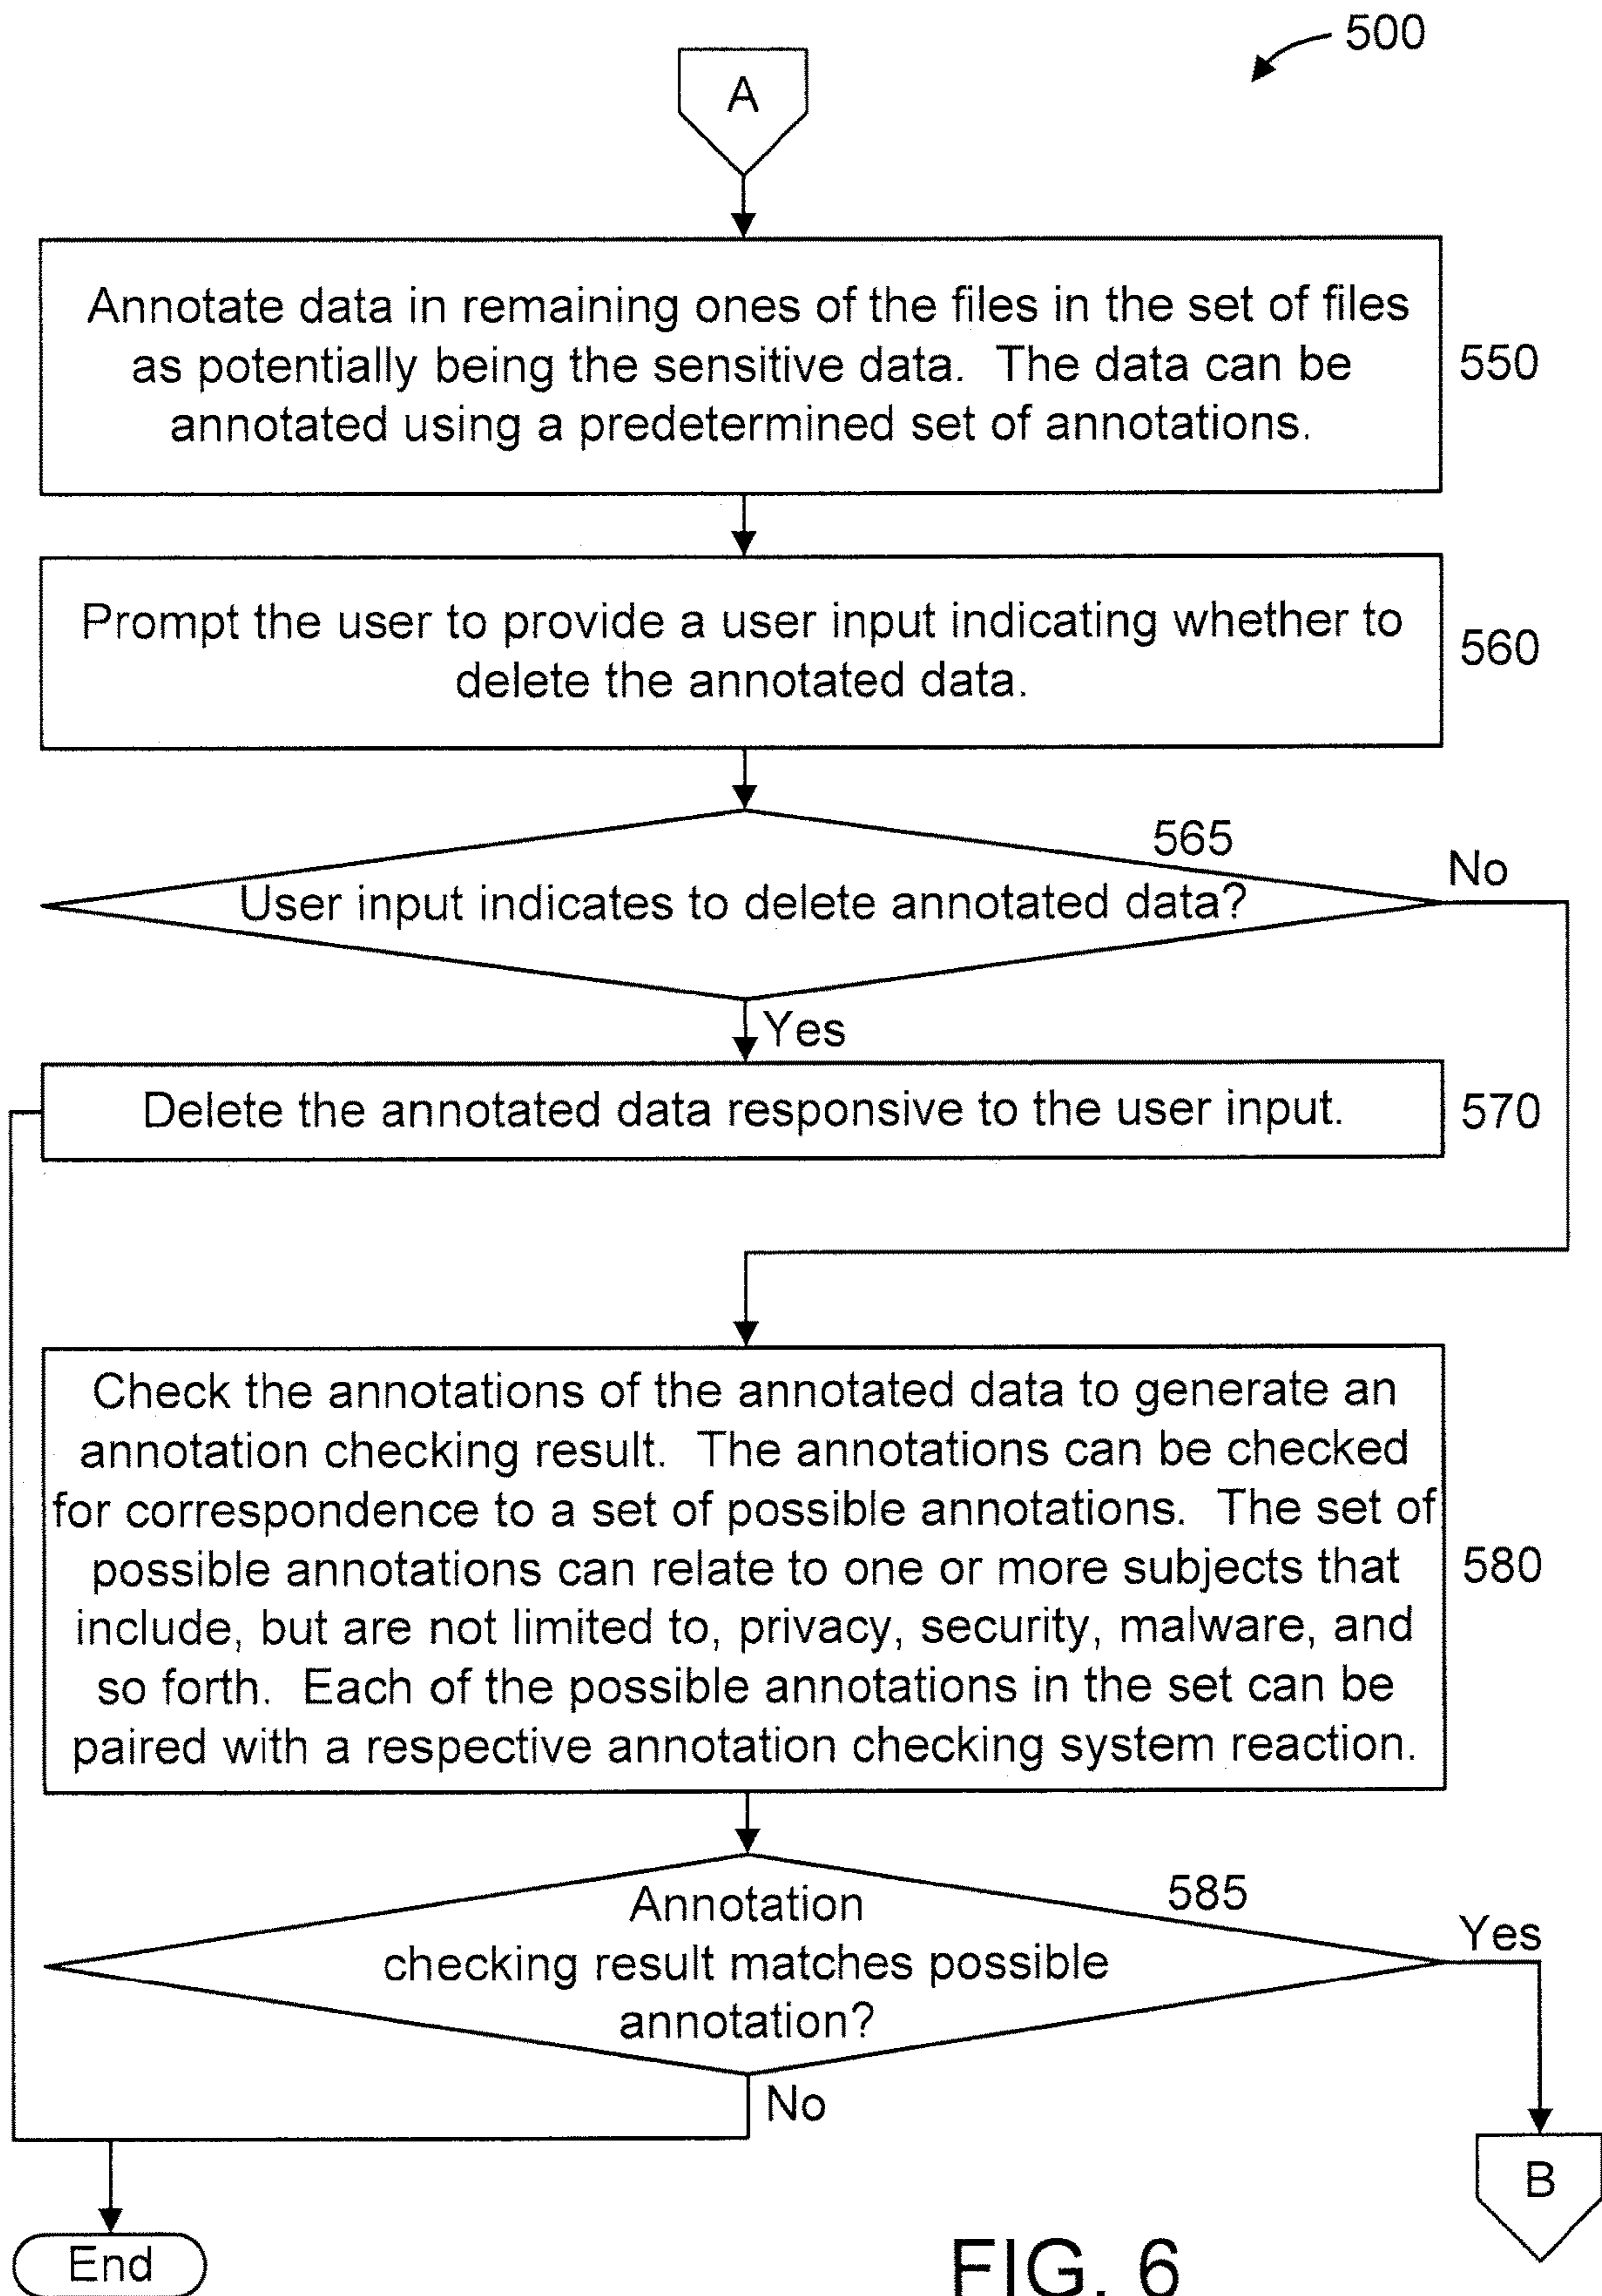 500
A
Annotate data in remaining ones of the files in the set of files
as potentially being the sensitive data. The data can be
annotated using a predetermined set of annotations.
550
Prompt the user to provide a user input indicating whether to
delete the annotated data.
560
565
No
User input indicates to delete annotated data?
Yes
Delete the annotated data responsive to the user input.
570
Check the annotations of the annotated data to generate an
annotation checking result. The annotations can be checked
for correspondence to a set of possible annotations. The set of
possible annotations can relate to one or more subjects that
include, but are not limited to, privacy, security, malware, and
so forth. Each of the possible annotations in the set can be
paired with a respective annotation checking system reaction.
580
585
Annotation
checking result matches possible
annotation?
Yes
No
B
End
FIG. 6